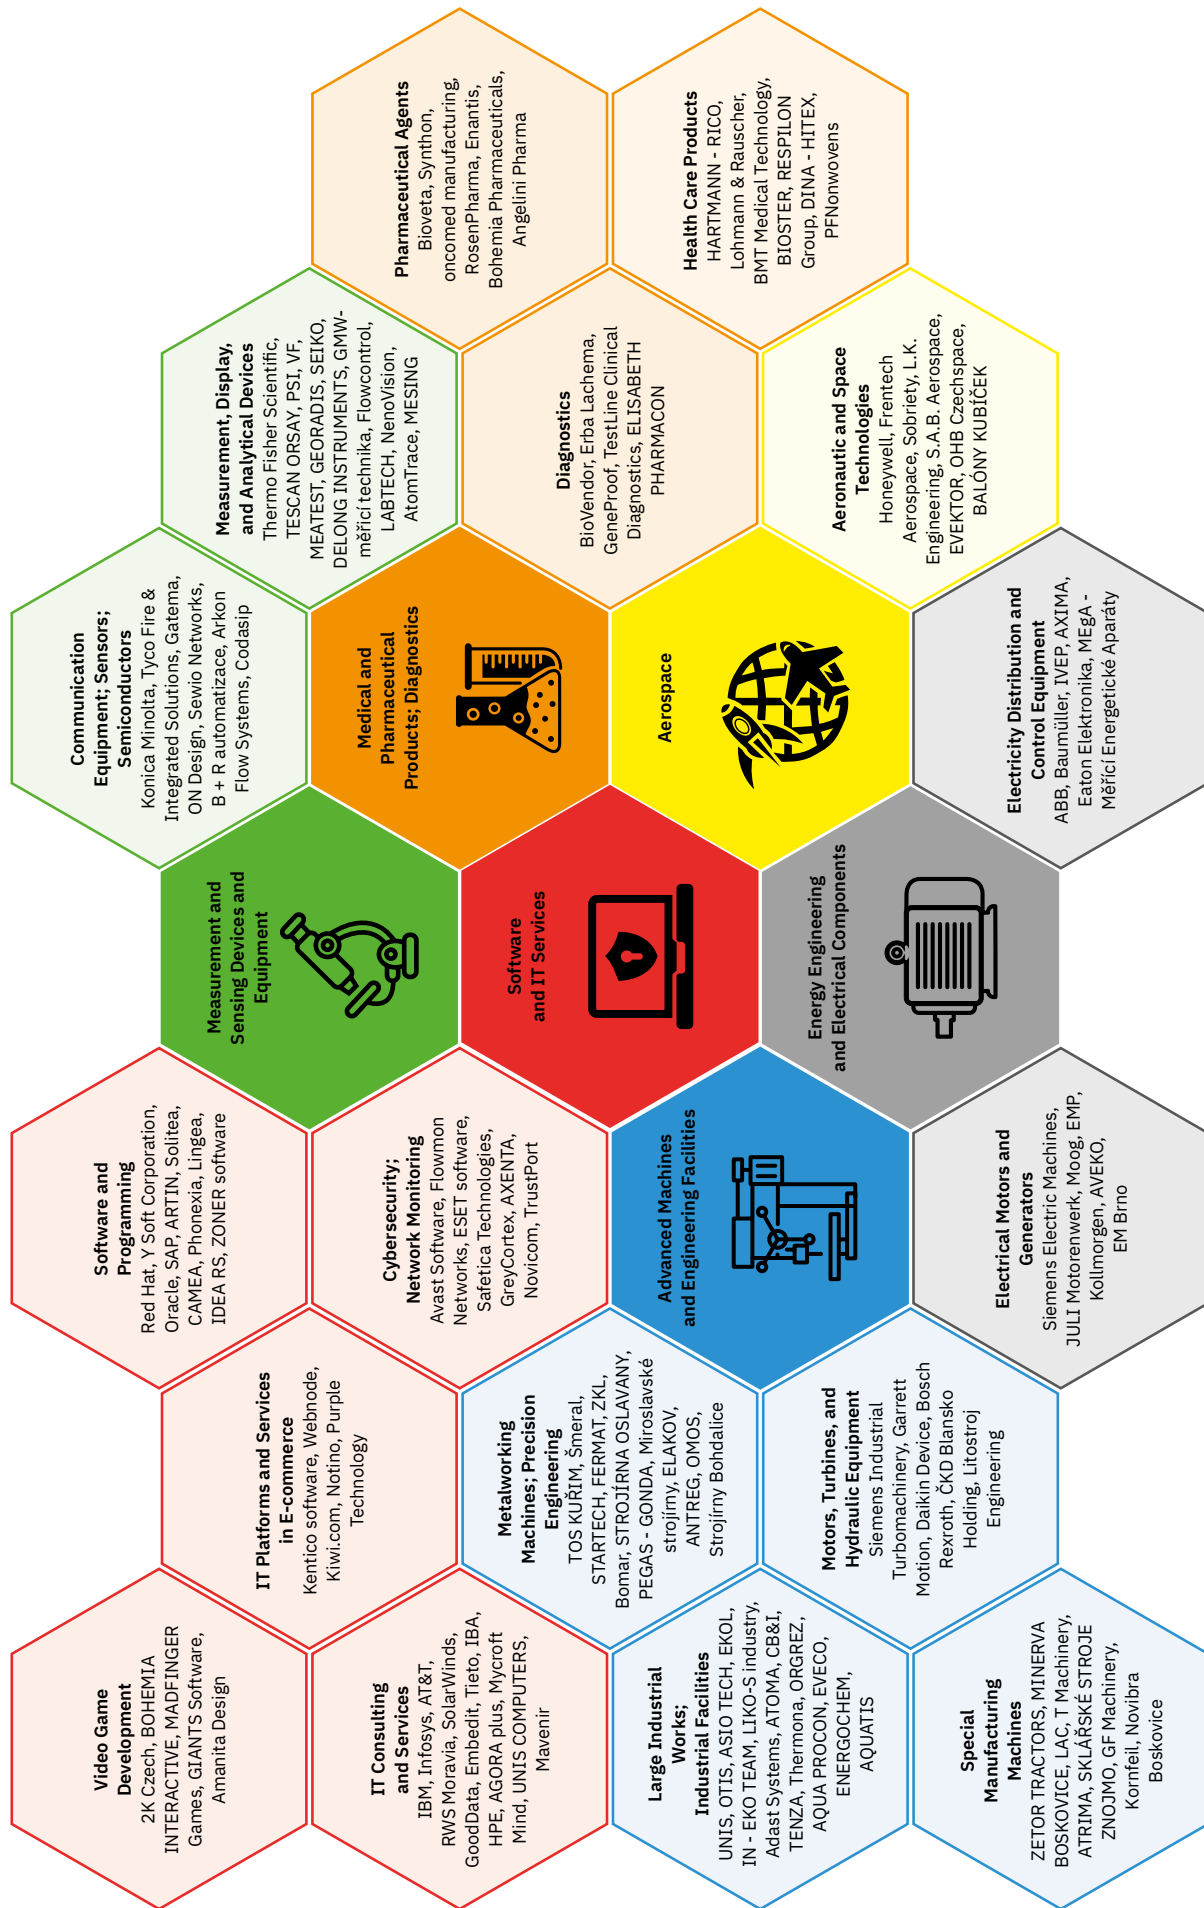 Video Game
Development
2K Czech, BOHEMIA
INTERACTIVE, MADFINGER
Games, GIANTS Software,
Amanita Design
Software and
Programming
Red Hat, Y Soft Corporation,
Oracle, SAP, ARTIN, Solitea,
CAMEA, Phonexia, Lingea,
IDEA RS, ZONER software
Communication
Equipment; Sensors;
Semiconductors
Konica Minolta, Tyco Fire &
Integrated Solutions, Gatema,
ON Design, Sewio Networks,
B + R automatizace, Arkon
Flow Systems, Codasip
IT Platforms and Services
in E-commerce
Kentico software, Webnode,
Kiwi.com, Notino, Purple
Technology
Measurement and
Sensing Devices and
Equipment
Measurement, Display,
and Analytical Devices
Thermo Fisher Scientific,
TESCAN ORSAY, PSI, VF,
MEATEST, GEORADIS, SEIKO,
DELONG INSTRUMENTS, GMW-
měřicí technika, Flowcontrol,
LABTECH, NenoVision,
AtomTrace, MESING
IT Consulting
and Services
IBM, Infosys, AT&T,
RWS Moravia, SolarWinds,
GoodData, Embedit, Tieto, IBA,
HPE, AGORA plus, Mycroft
Mind, UNIS COMPUTERS,
Mavenir
Cybersecurity;
Network Monitoring
Avast Software, Flowmon
Networks, ESET software,
Safetica Technologies,
GreyCortex, AXENTA,
Novicom, TrustPort
Medical and
Pharmaceutical
Products; Diagnostics
Pharmaceutical Agents
Bioveta, Synthon,
oncomed manufacturing,
RosenPharma, Enantis,
Bohemia Pharmaceuticals,
Angelini Pharma
Metalworking
Machines; Precision
Engineering
TOS KUŘIM, Šmeral,
STARTECH, FERMAT, ZKL,
Bomar, STROJÍRNA OSLAVANY,
PEGAS - GONDA, Miroslavské
strojírny, ELAKOV,
ANTREG, OMOS,
Strojírny Bohdalice
Software
and IT Services
Diagnostics
BioVendor, Erba Lachema,
GeneProof, TestLine Clinical
Diagnostics, ELISABETH
PHARMACON
Large Industrial
Works;
Industrial Facilities
UNIS, OTIS, ASIO TECH, EKOL,
IN - EKO TEAM, LIKO-S industry,
Adast Systems, ATOMA, CB&I,
TENZA, Thermona, ORGREZ,
AQUA PROCON, EVECO,
ENERGOCHEM,
AQUATIS
Advanced Machines
and Engineering Facilities
Aerospace
Health Care Products
HARTMANN - RICO,
Lohmann & Rauscher,
BMT Medical Technology,
BIOSTER, RESPILON
Group, DINA - HITEX,
PFNonwovens
Motors, Turbines, and
Hydraulic Equipment
Siemens Industrial
Turbomachinery, Garrett
Motion, Daikin Device, Bosch
Rexroth, ČKD Blansko
Holding, Litostroj
Engineering
Energy Engineering
and Electrical Components
Aeronautic and Space
Technologies
Honeywell, Frentech
Aerospace, Sobriety, L.K.
Engineering, S.A.B. Aerospace,
EVEKTOR, OHB Czechspace,
BALÓNY KUBÍČEK
Special
Manufacturing
Machines
ZETOR TRACTORS, MINERVA
BOSKOVICE, LAC, T Machinery,
ATRIMA, SKLÁŘSKÉ STROJE
ZNOJMO, GF Machinery,
Kornfeil, Novibra
Boskovice
Electrical Motors and
Generators
Siemens Electric Machines,
JULI Motorenwerk, Moog, EMP,
Kollmorgen, AVEKO,
EM Brno
Electricity Distribution and
Control Equipment
ABB, Baumüller, IVEP, AXIMA,
Eaton Elektronika, MEgA -
Měřící Energetické Aparáty